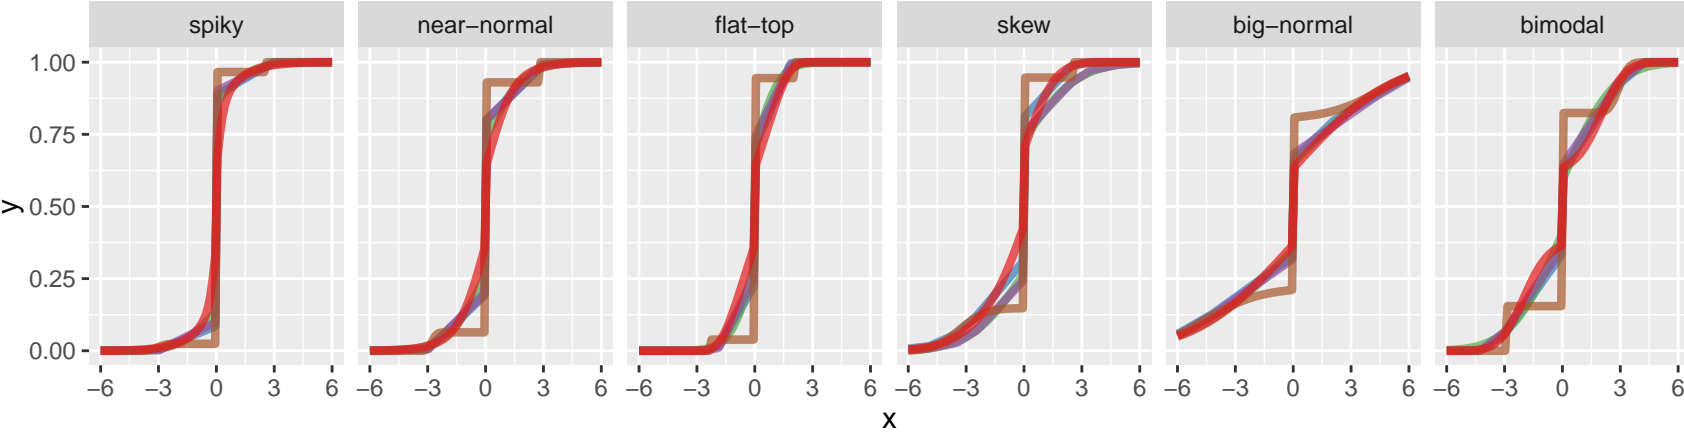 spiky near−normal flat−top skew big−normal bimodal
1.00
0.75
0.50
0.25
0.00
y
−6 −3 0 3 6 −6 −3 0 3 6 −6 −3 0 3 6 −6 −3 0 3 6 −6 −3 0 3 6 −6 −3 0 3 6
x